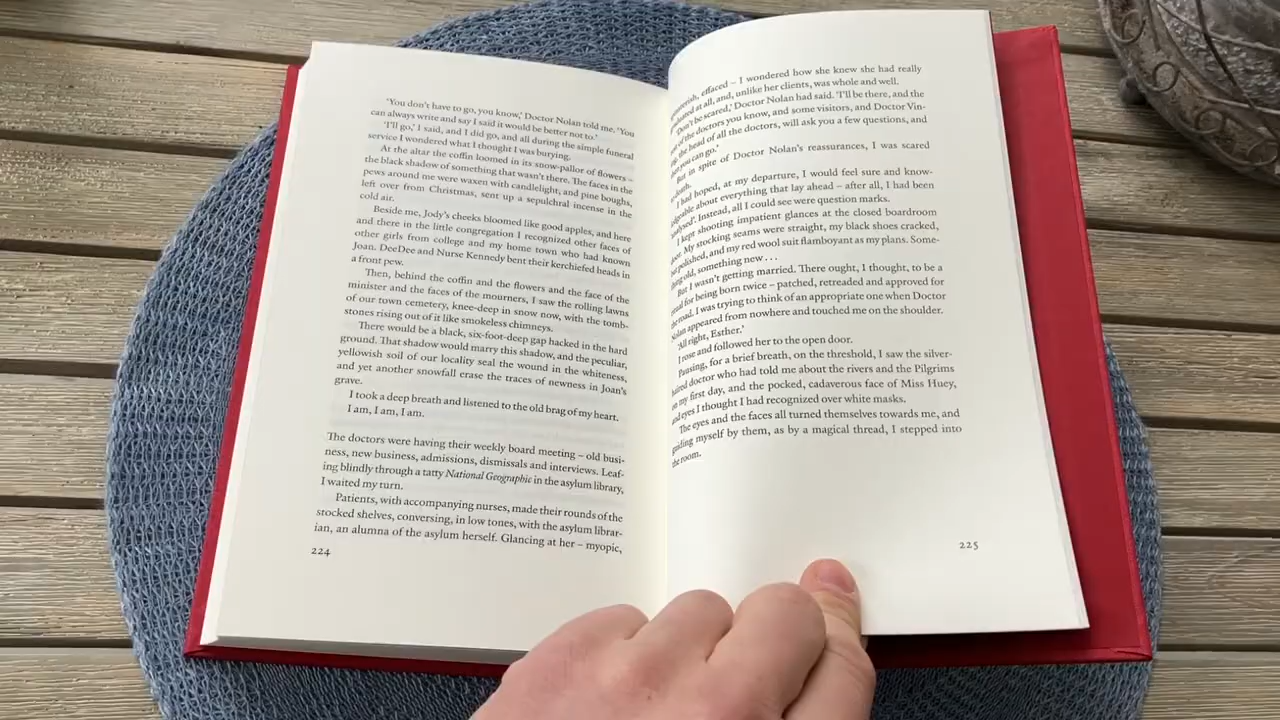 ‘You don’t have to go, you know,’ Doctor Nolan told me. ‘You
can always write and say I said it would be better not to.’
‘I’ll go,’ I said, and I did go, and all during the simple funeral
service I wondered what I thought I was burying.
At the altar the coffin loomed in its snow-pallor of flowers –
the black shadow of something that wasn’t there. The faces in the
pews around me were waxen with candlelight, and pine boughs,
left over from Christmas, sent up a sepulchral incense in the
cold air.
Beside me, Jody’s cheeks bloomed like good apples, and here
and there in the little congregation I recognized other faces of
other girls from college and my home town who had known
Joan. DeeDee and Nurse Kennedy bent their kerchiefed heads in
a front pew.
Then, behind the coffin and the flowers and the face of the
minister and the faces of the mourners, I saw the rolling lawns
of our town cemetery, knee-deep in snow now, with the tomb-
stones rising out of it like smokeless chimneys.
There would be a black, six-foot-deep gap hacked in the hard
ground. That shadow would marry this shadow, and the peculiar,
yellowish soil of our locality seal the wound in the whiteness,
and yet another snowfall erase the traces of newness in Joan’s
grave.
I took a deep breath and listened to the old brag of my heart.
I am, I am, I am.
The doctors were having their weekly board meeting – old busi-
ness, new business, admissions, dismissals and interviews. Leaf-
ing blindly through a tatty National Geographic in the asylum library,
I waited my turn.
Patients, with accompanying nurses, made their rounds of the
stocked shelves, conversing, in low tones, with the asylum librar-
ian, an alumna of the asylum herself. Glancing at her – myopic,
224
effaced – I wondered how she knew she had really
at all, and, unlike her clients, was whole and well.
‘Don’t be scared,’ Doctor Nolan had said. ‘I’ll be there, and the
of the doctors you know, and some visitors, and Doctor Vin-
the head of all the doctors, will ask you a few questions, and
you can go.’
But in spite of Doctor Nolan’s reassurances, I was scared
death.
I had hoped, at my departure, I would feel sure and know-
about everything that lay ahead – after all, I had been
Instead, all I could see were question marks.
I kept shooting impatient glances at the closed boardroom
door. My stocking seams were straight, my black shoes cracked,
but polished, and my red wool suit flamboyant as my plans. Some-
thing old, something new . . .
But I wasn’t getting married. There ought, I thought, to be a
ritual for being born twice – patched, retreaded and approved for
the road. I was trying to think of an appropriate one when Doctor
Nolan appeared from nowhere and touched me on the shoulder.
‘All right, Esther.’
I rose and followed her to the open door.
Pausing, for a brief breath, on the threshold, I saw the silver-
haired doctor who had told me about the rivers and the Pilgrims
on my first day, and the pocked, cadaverous face of Miss Huey,
and eyes I thought I had recognized over white masks.
The eyes and the faces all turned themselves towards me, and
guiding myself by them, as by a magical thread, I stepped into
the room.
225